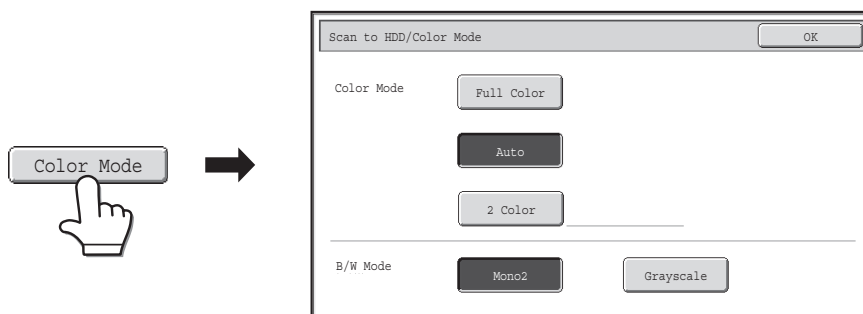 Scan to HDD/Color Mode OK
Color Mode Full Color
Color Mode
Auto
2 Color
B/W Mode Mono2 Grayscale